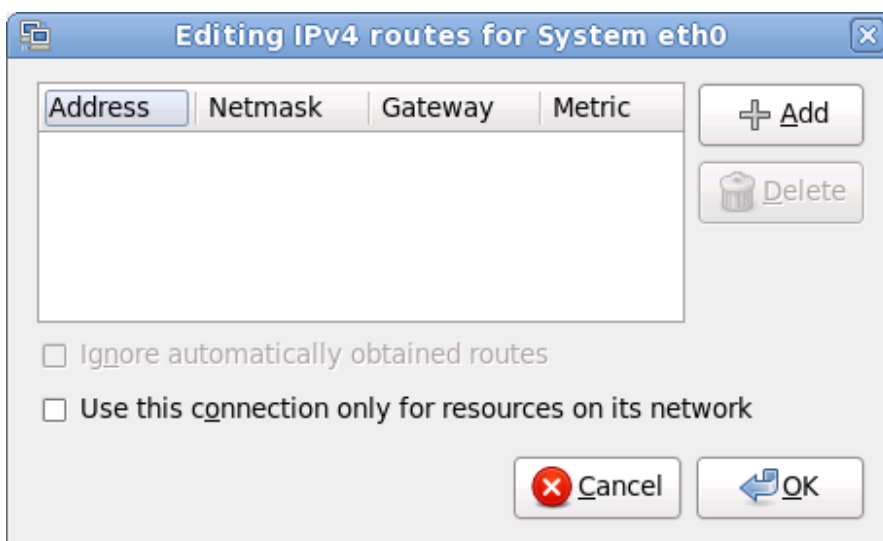 Editing IPv4 routes for System eth0
Address Netmask Gateway Metric
Add
Delete
Ignore automatically obtained routes
Use this connection only for resources on its network
Cancel OK